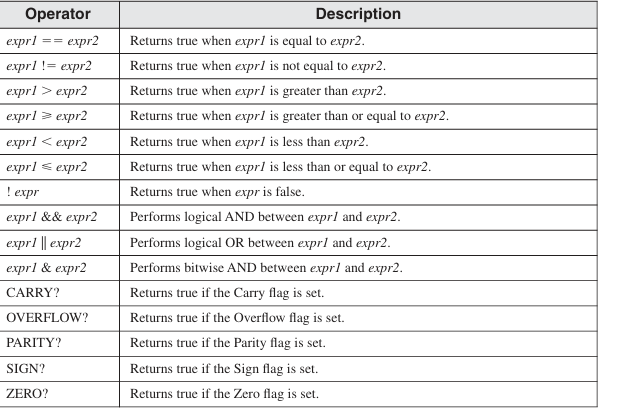 Operator Description
expr1 == expr2 Returns true when expr1 is equal to expr2.
expr1 != expr2 Returns true when expr1 is not equal to expr2.
expr1 > expr2 Returns true when expr1 is greater than expr2.
expr1 ⩾ expr2 Returns true when expr1 is greater than or equal to expr2.
expr1 < expr2 Returns true when expr1 is less than expr2.
expr1 ⩽ expr2 Returns true when expr1 is less than or equal to expr2.
! expr Returns true when expr is false.
expr1 && expr2 Performs logical AND between expr1 and expr2.
expr1 || expr2 Performs logical OR between expr1 and expr2.
expr1 & expr2 Performs bitwise AND between expr1 and expr2.
CARRY? Returns true if the Carry flag is set.
OVERFLOW? Returns true if the Overflow flag is set.
PARITY? Returns true if the Parity flag is set.
SIGN? Returns true if the Sign flag is set.
ZERO? Returns true if the Zero flag is set.